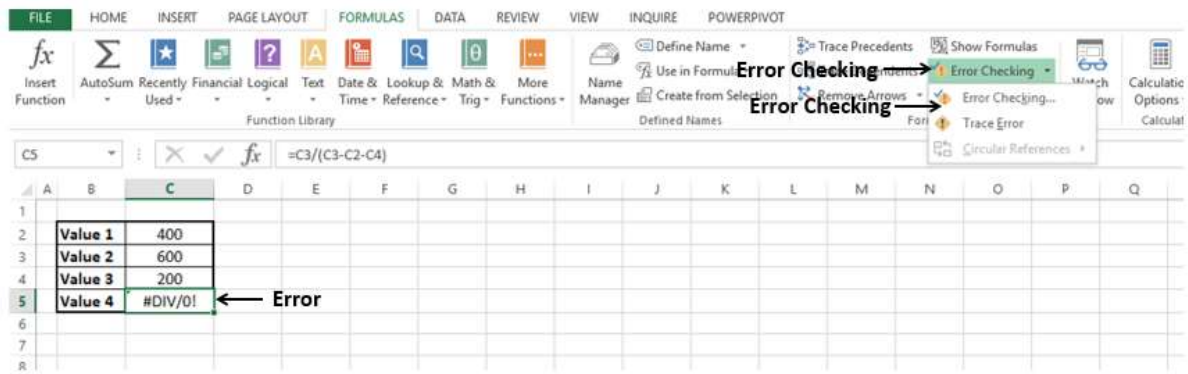 FILE HOME INSERT PAGE LAYOUT FORMULAS DATA REVIEW VIEW INQUIRE POWERPIVOT
fx Σ ? A θ Define Name Trace Precedents Show Formulas
Insert Function AutoSum Recently Used Financial Logical Text Date & Time Lookup & Reference Math & Trig More Functions Name Manager Use in Formula Error Checking Error Checking Calculatio Options
Create from Selection Error Checking Remove Arrows Error Checking...
Function Library Defined Names For Trace Error Calculat
Circular References
C5 fx =C3/(C3-C2-C4)
A B C D E F G H I J K L M N O P Q
1
2 Value 1 400
3 Value 2 600
4 Value 3 200
5 Value 4 #DIV/0! Error
6
7
8